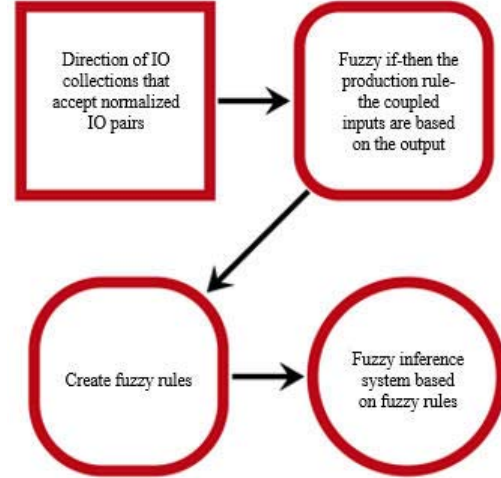 Direction of IO
collections that
accept normalized
IO pairs
Fuzzy if-then the
production rule-
the coupled
inputs are based
on the output
Create fuzzy rules
Fuzzy inference
system based
on fuzzy rules